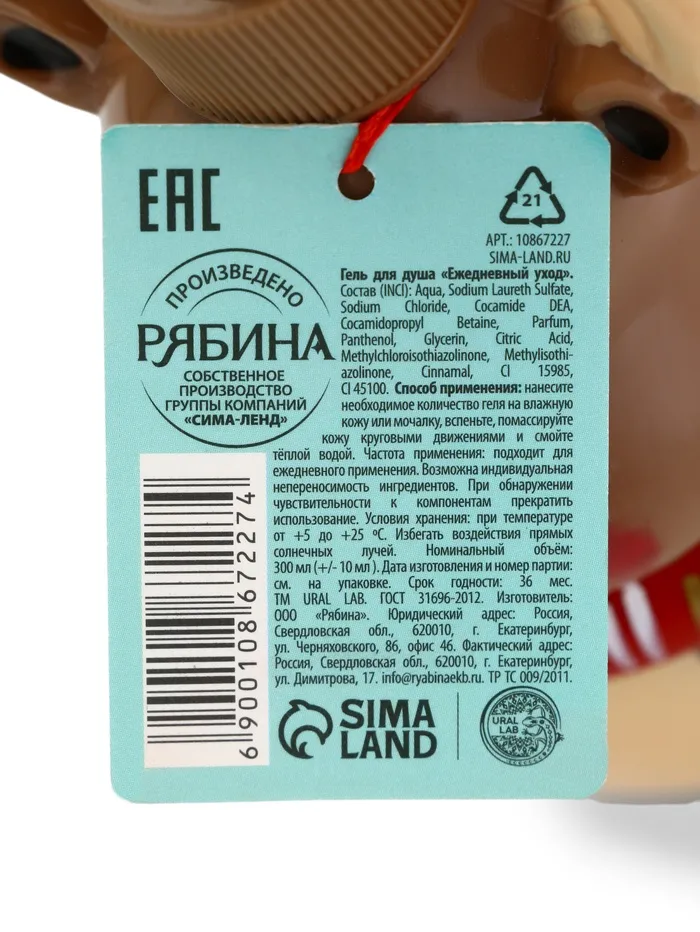 EAC
21
АРТ.: 10867227
SIMA-LAND.RU
ПРОИЗВЕДЕНО
РЯБИНА
СОБСТВЕННОЕ
ПРОИЗВОДСТВО
ГРУППЫ КОМПАНИЙ
«СИМА-ЛЕНД»
Гель для душа «Ежедневный уход».
Состав (INCI): Aqua, Sodium Laureth Sulfate,
Sodium Chloride, Cocamide DEA,
Cocamidopropyl Betaine, Parfum,
Panthenol, Glycerin, Citric Acid,
Methylchloroisothiazolinone, Methylisothi-
azolinone, Cinnamal, CI 15985,
CI 45100. Способ применения: нанесите
необходимое количество геля на влажную
кожу или мочалку, вспеньте, помассируйте
кожу круговыми движениями и смойте
тёплой водой. Частота применения: подходит для
ежедневного применения. Возможна индивидуальная
непереносимость ингредиентов. При обнаружении
чувствительности к компонентам прекратить
использование. Условия хранения: при температуре
от +5 до +25 ºС. Избегать воздействия прямых
солнечных лучей. Номинальный объём:
300 мл (+/- 10 мл ). Дата изготовления и номер партии:
см. на упаковке. Срок годности: 36 мес.
ТМ URAL LAB. ГОСТ 31696-2012. Изготовитель:
ООО «Рябина». Юридический адрес: Россия,
Свердловская обл., 620010, г. Екатеринбург,
ул. Черняховского, 86, офис 46. Фактический адрес:
Россия, Свердловская обл., 620010, г. Екатеринбург,
ул. Димитрова, 17. info@ryabinaekb.ru. ТР ТС 009/2011.
6 900108 672274
SIMA
LAND
URAL
LAB